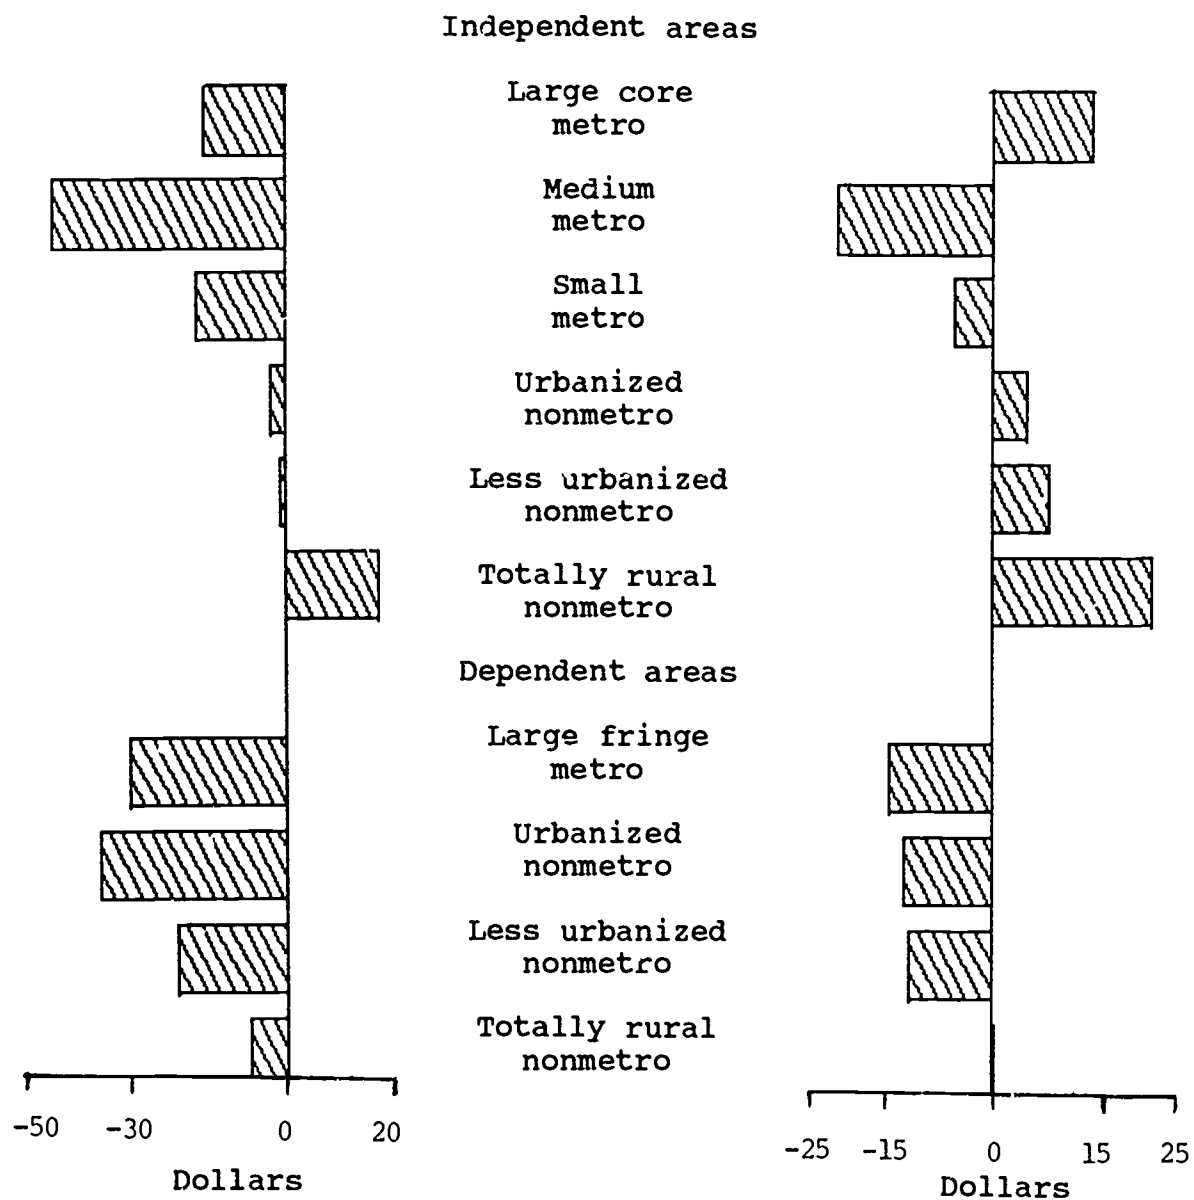 Independent areas
Large core
metro
Medium
metro
Small
metro
Urbanized
nonmetro
Less urbanized
nonmetro
Totally rural
nonmetro
Dependent areas
Large fringe
metro
Urbanized
nonmetro
Less urbanized
nonmetro
Totally rural
nonmetro
-50 -30 0 20
Dollars
-25 -15 0 15 25
Dollars